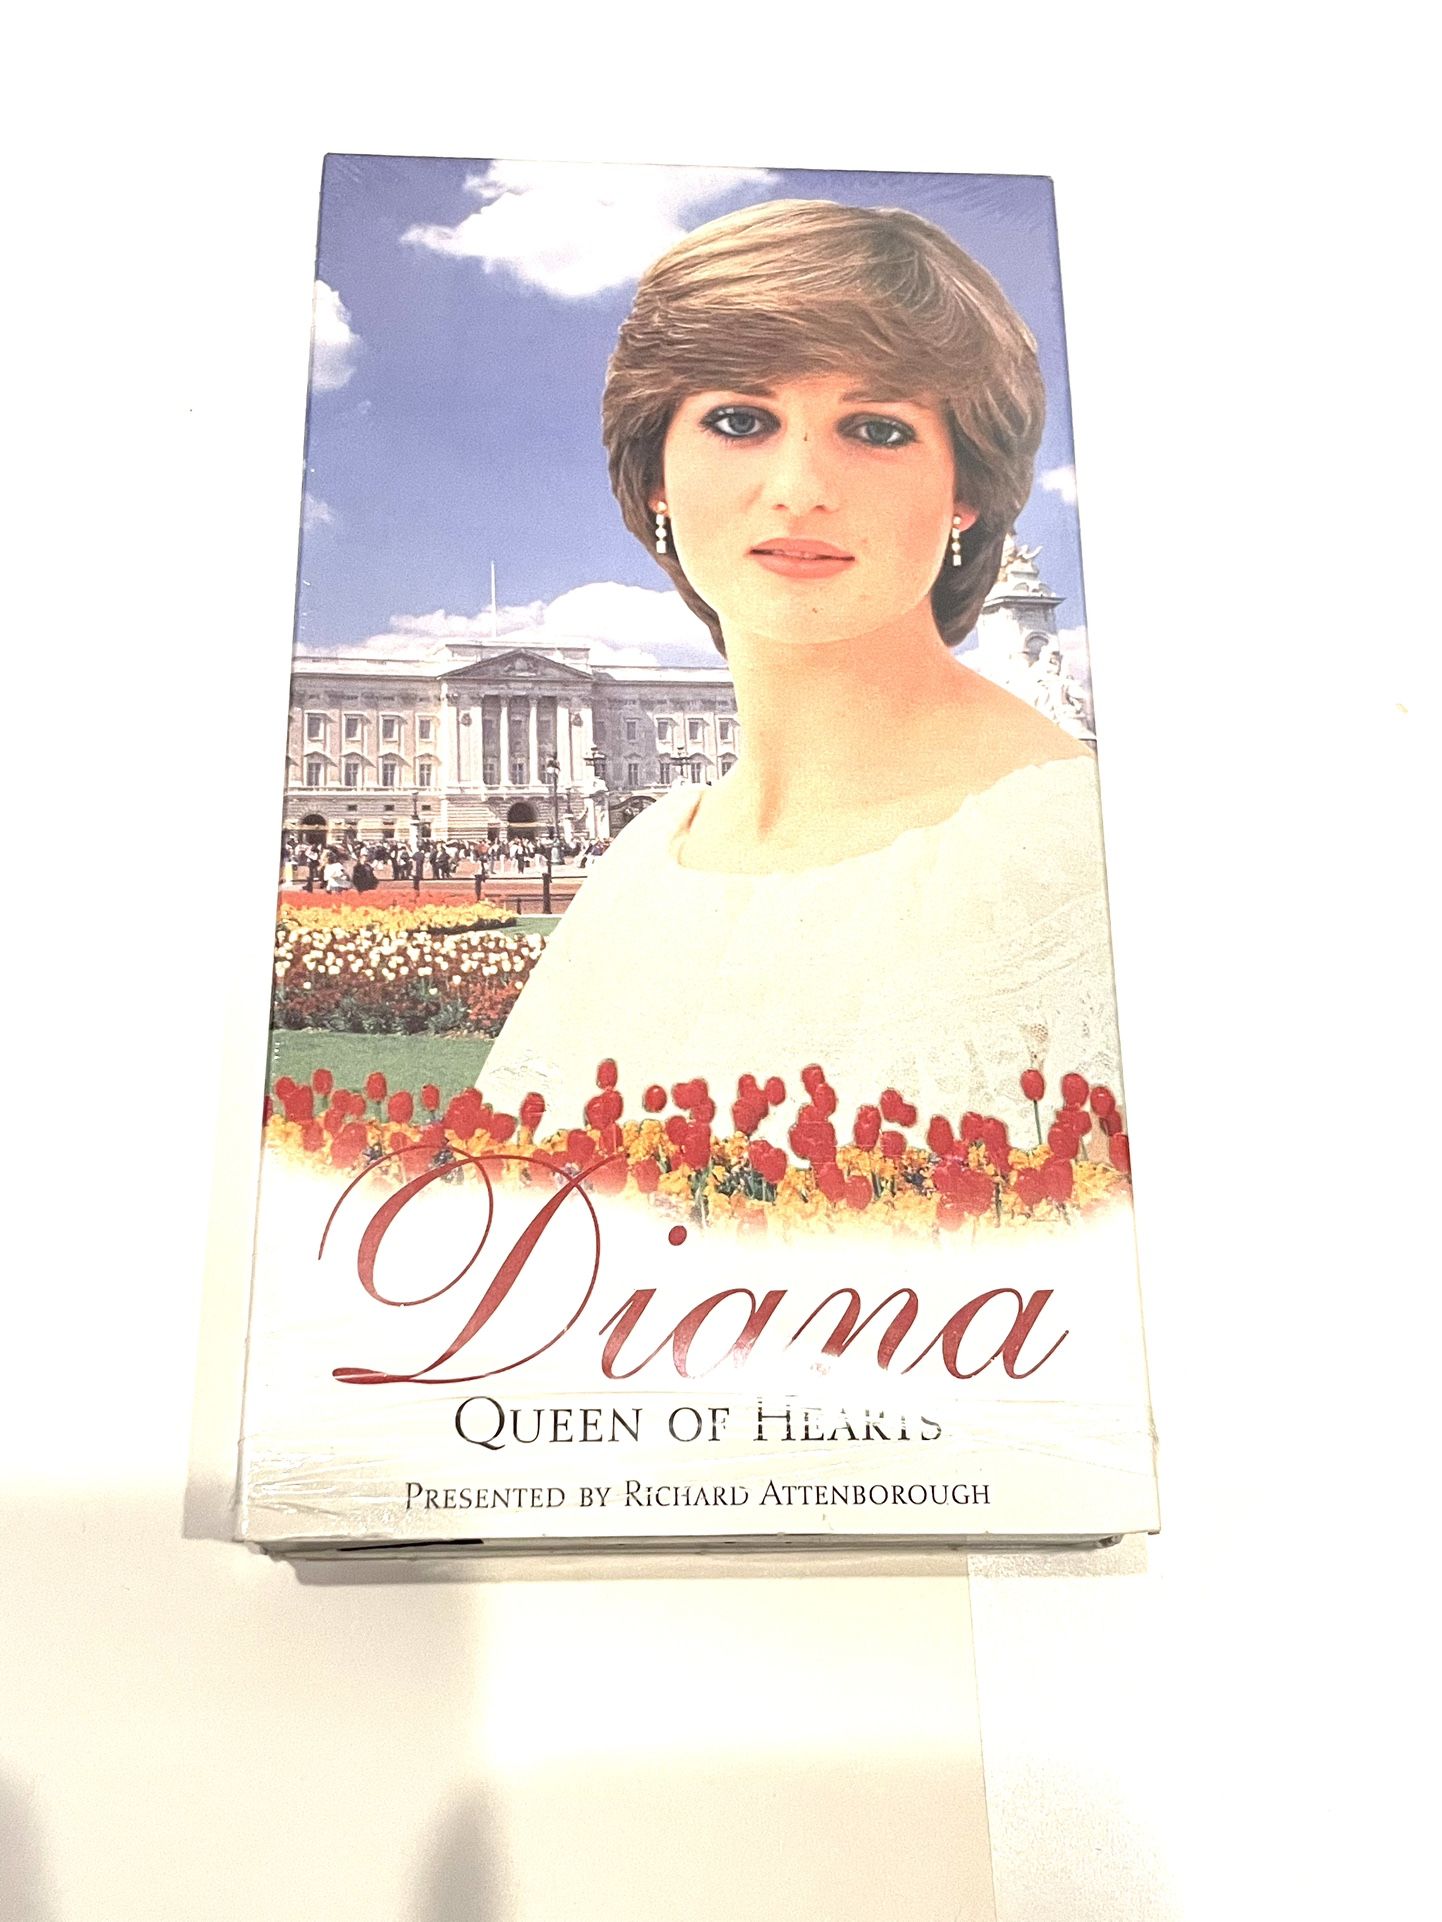 Diana
QUEEN OF HEARTS
PRESENTED BY RICHARD ATTENBOROUGH